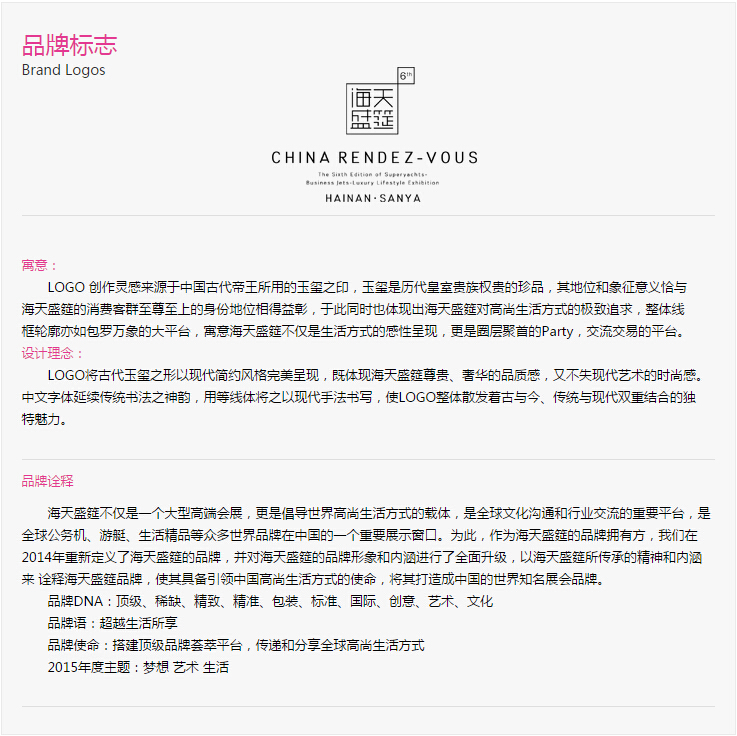 品牌标志
Brand Logos
6th
海天
盛筵
CHINA RENDEZ-VOUS
The Sixth Edition of Superyachts-
Business Jets-Luxury Lifestyle Exhibition
HAINAN·SANYA
寓意：
LOGO 创作灵感来源于中国古代帝王所用的玉玺之印，玉玺是历代皇室贵族权贵的珍品，其地位和象征意义恰与
海天盛筵的消费客群至尊至上的身份地位相得益彰，于此同时也体现出海天盛筵对高尚生活方式的极致追求，整体线
框轮廓亦如包罗万象的大平台，寓意海天盛筵不仅是生活方式的感性呈现，更是圈层聚首的Party，交流交易的平台。
设计理念：
LOGO将古代玉玺之形以现代简约风格完美呈现，既体现海天盛筵尊贵、奢华的品质感，又不失现代艺术的时尚感。
中文字体延续传统书法之神韵，用等线体将之以现代手法书写，使LOGO整体散发着古与今、传统与现代双重结合的独
特魅力。
品牌诠释
海天盛筵不仅是一个大型高端会展，更是倡导世界高尚生活方式的载体，是全球文化沟通和行业交流的重要平台，是
全球公务机、游艇、生活精品等众多世界品牌在中国的一个重要展示窗口。为此，作为海天盛筵的品牌拥有方，我们在
2014年重新定义了海天盛筵的品牌，并对海天盛筵的品牌形象和内涵进行了全面升级，以海天盛筵所传承的精神和内涵
来 诠释海天盛筵品牌，使其具备引领中国高尚生活方式的使命，将其打造成中国的世界知名展会品牌。
品牌DNA：顶级、稀缺、精致、精准、包装、标准、国际、创意、艺术、文化
品牌语：超越生活所享
品牌使命：搭建顶级品牌荟萃平台，传递和分享全球高尚生活方式
2015年度主题：梦想 艺术 生活